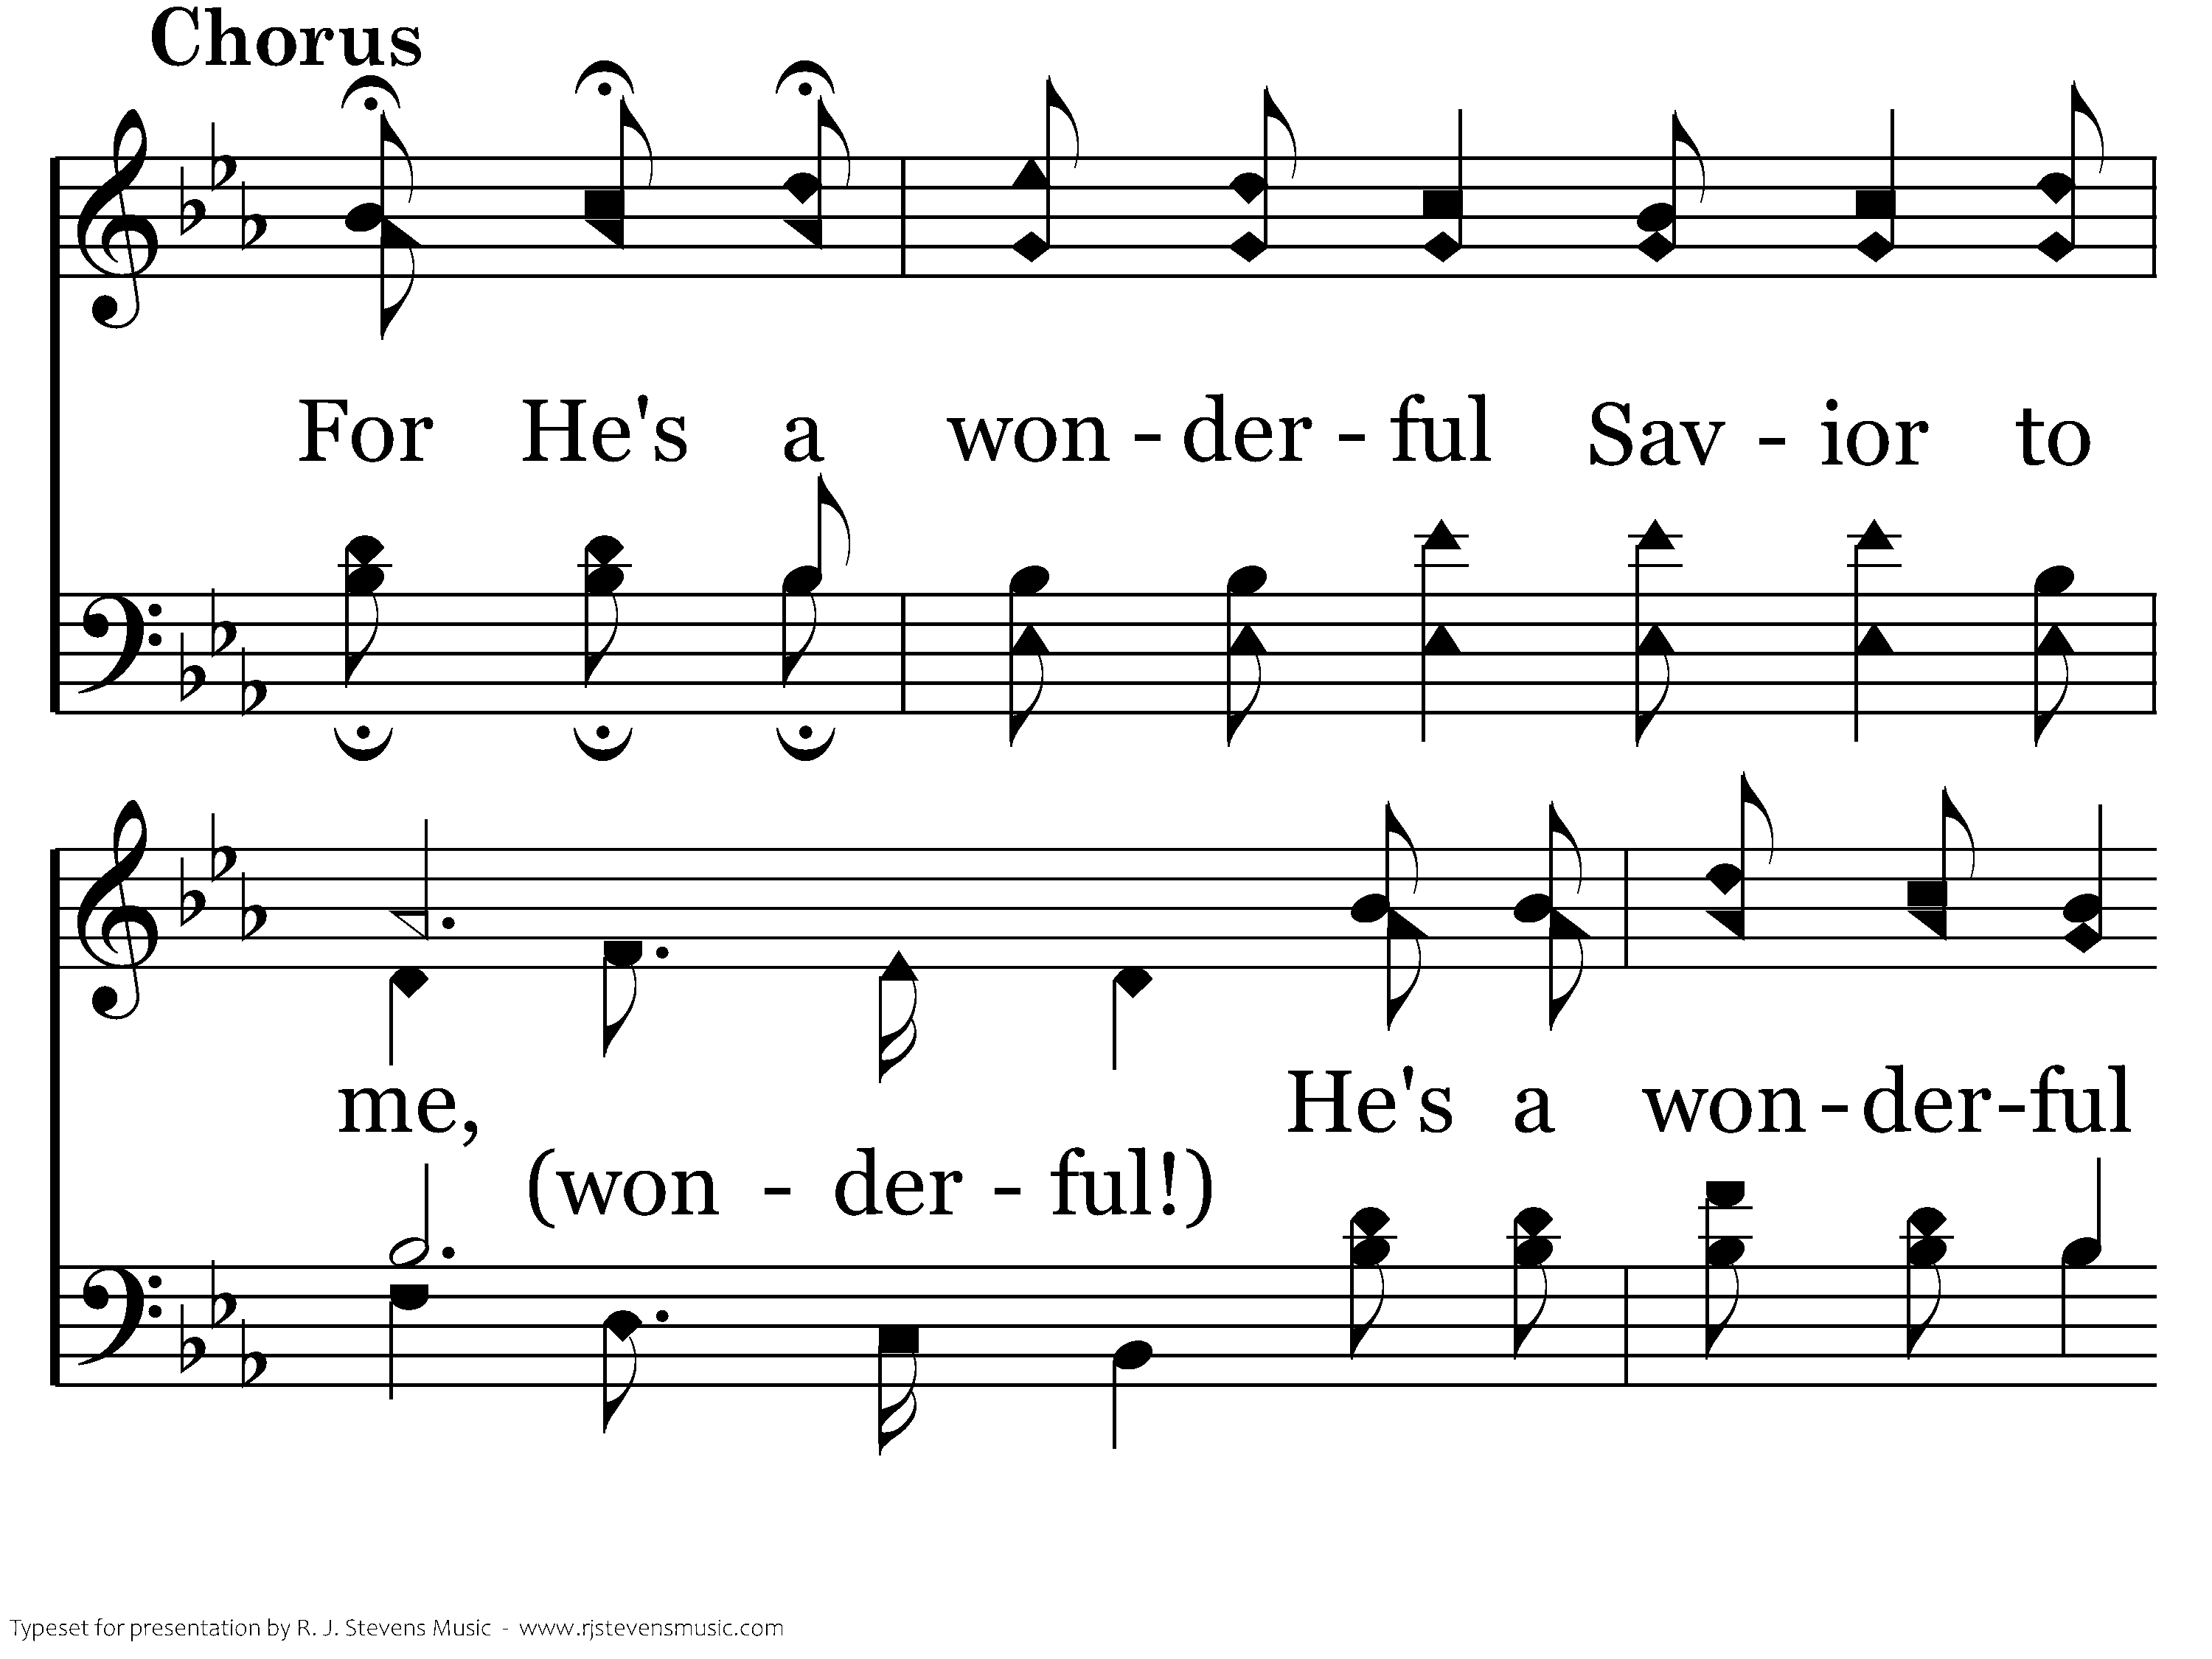 Chorus
For He's a won - der - ful Sav - ior to
me, He's a won - der - ful
(won - der - ful!)
Typeset for presentation by R. J. Stevens Music - www.rjstevensmusic.com